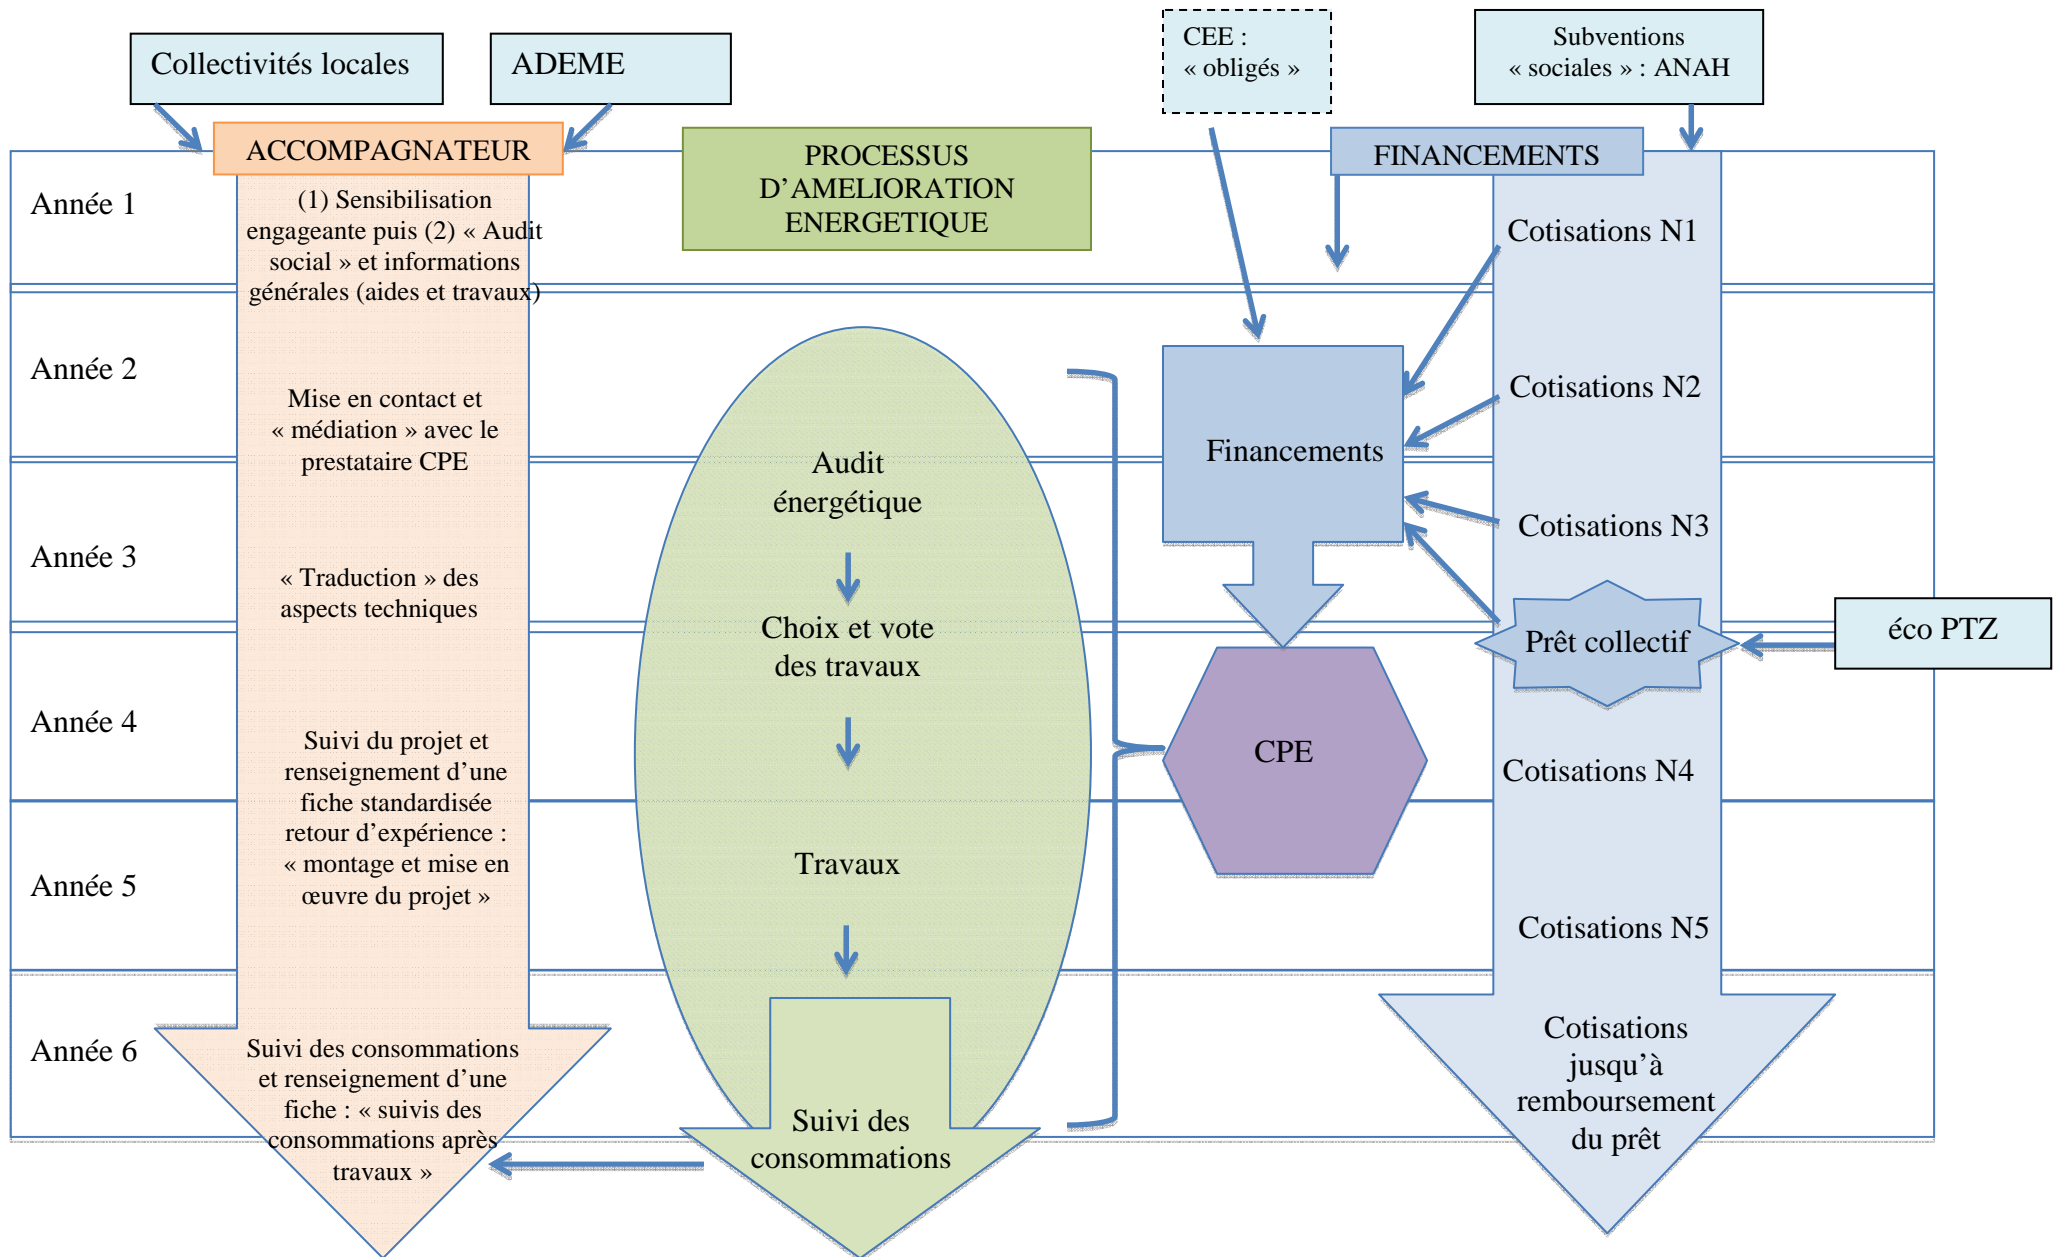 Collectivités locales
ADEME
CEE :
« obligés »
Subventions
« sociales » : ANAH
ACCOMPAGNATEUR
PROCESSUS
D’AMELIORATION
ENERGETIQUE
FINANCEMENTS
Année 1
(1) Sensibilisation
engageante puis (2) « Audit
social » et informations
générales (aides et travaux)
Cotisations N1
Année 2
Mise en contact et
« médiation » avec le
prestataire CPE
Audit
énergétique
Financements
Cotisations N2
Année 3
« Traduction » des
aspects techniques
Choix et vote
des travaux
Cotisations N3
Prêt collectif
éco PTZ
Année 4
Suivi du projet et
renseignement d’une
fiche standardisée
retour d’expérience :
« montage et mise en
œuvre du projet »
CPE
Cotisations N4
Année 5
Travaux
Cotisations N5
Année 6
Suivi des consommations
et renseignement d’une
fiche : « suivis des
consommations après
travaux »
Suivi des
consommations
Cotisations
jusqu’à
remboursement
du prêt